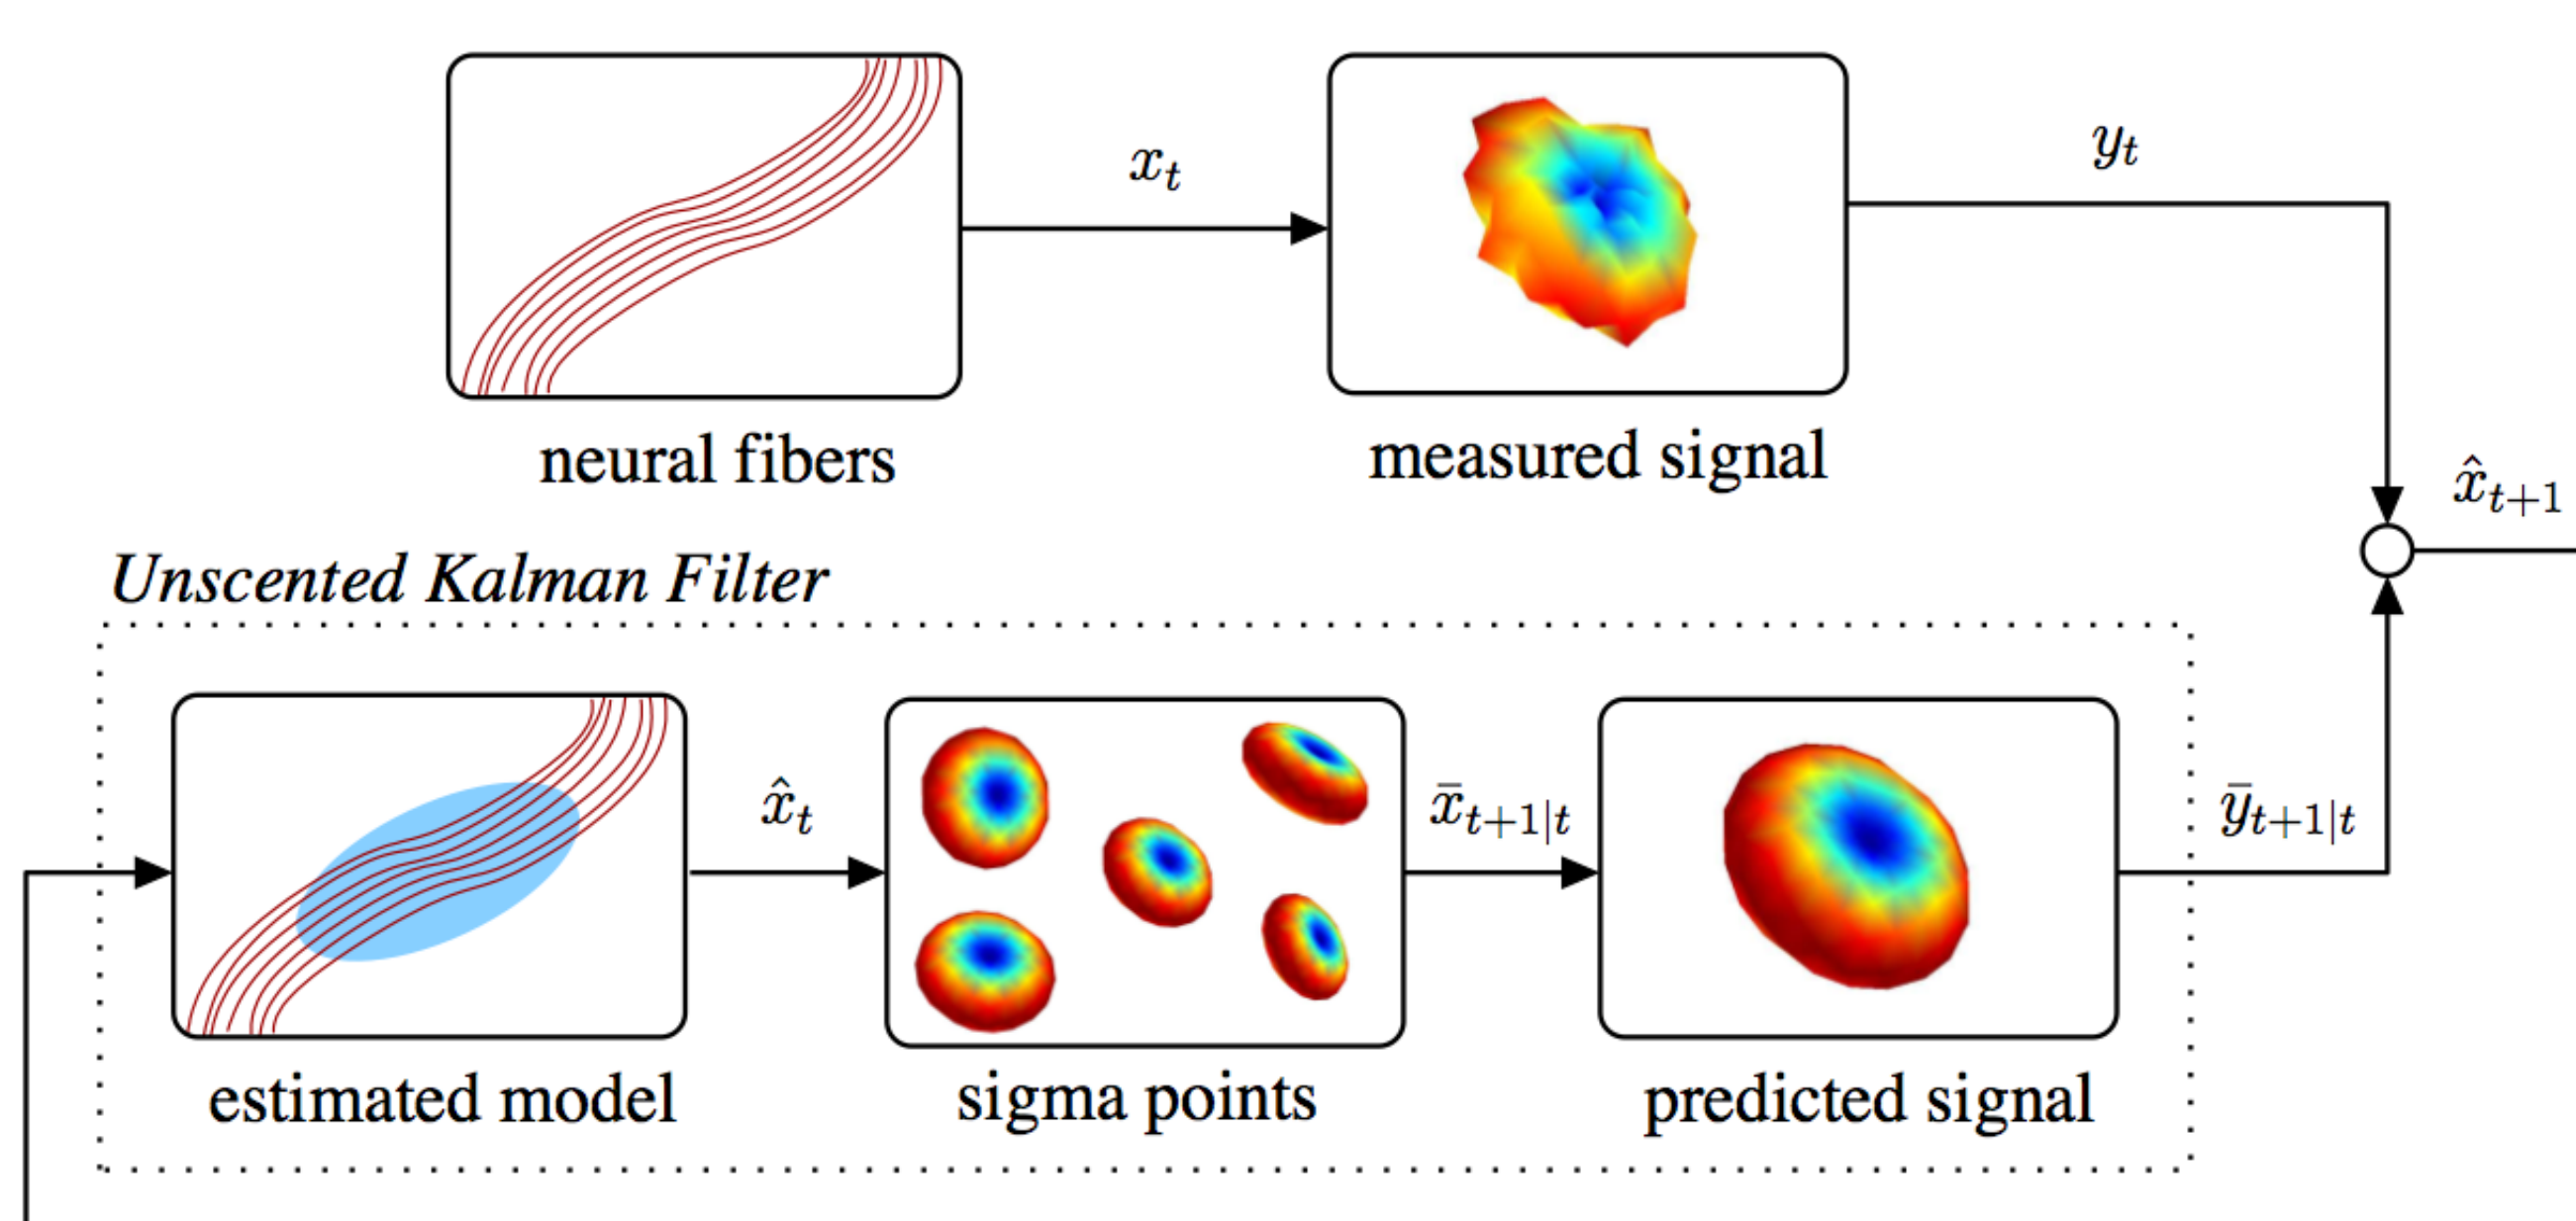 x_t
y_t
neural fibers
measured signal
x̂_{t+1}
Unscented Kalman Filter
x̂_t
x̄_{t+1|t}
ȳ_{t+1|t}
estimated model
sigma points
predicted signal